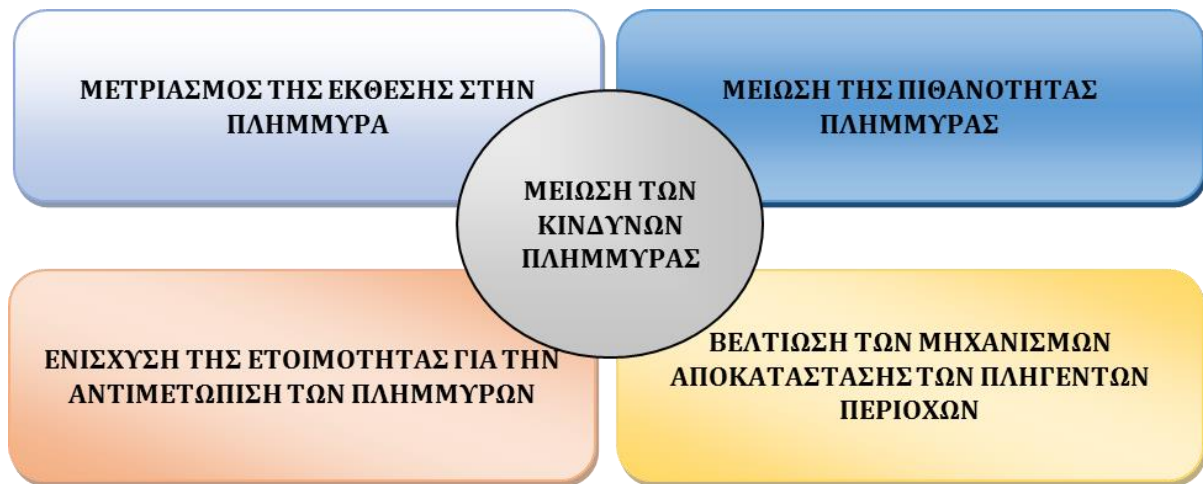 ΜΕΤΡΙΑΣΜΟΣ ΤΗΣ ΕΚΘΕΣΗΣ ΣΤΗΝ
ΠΛΗΜΜΥΡΑ
ΜΕΙΩΣΗ ΤΗΣ ΠΙΘΑΝΟΤΗΤΑΣ
ΠΛΗΜΜΥΡΑΣ
ΜΕΙΩΣΗ ΤΩΝ
ΚΙΝΔΥΝΩΝ
ΠΛΗΜΜΥΡΑΣ
ΕΝΙΣΧΥΣΗ ΤΗΣ ΕΤΟΙΜΟΤΗΤΑΣ ΓΙΑ ΤΗΝ
ΑΝΤΙΜΕΤΩΠΙΣΗ ΤΩΝ ΠΛΗΜΜΥΡΩΝ
ΒΕΛΤΙΩΣΗ ΤΩΝ ΜΗΧΑΝΙΣΜΩΝ
ΑΠΟΚΑΤΑΣΤΑΣΗΣ ΤΩΝ ΠΛΗΓΕΝΤΩΝ
ΠΕΡΙΟΧΩΝ